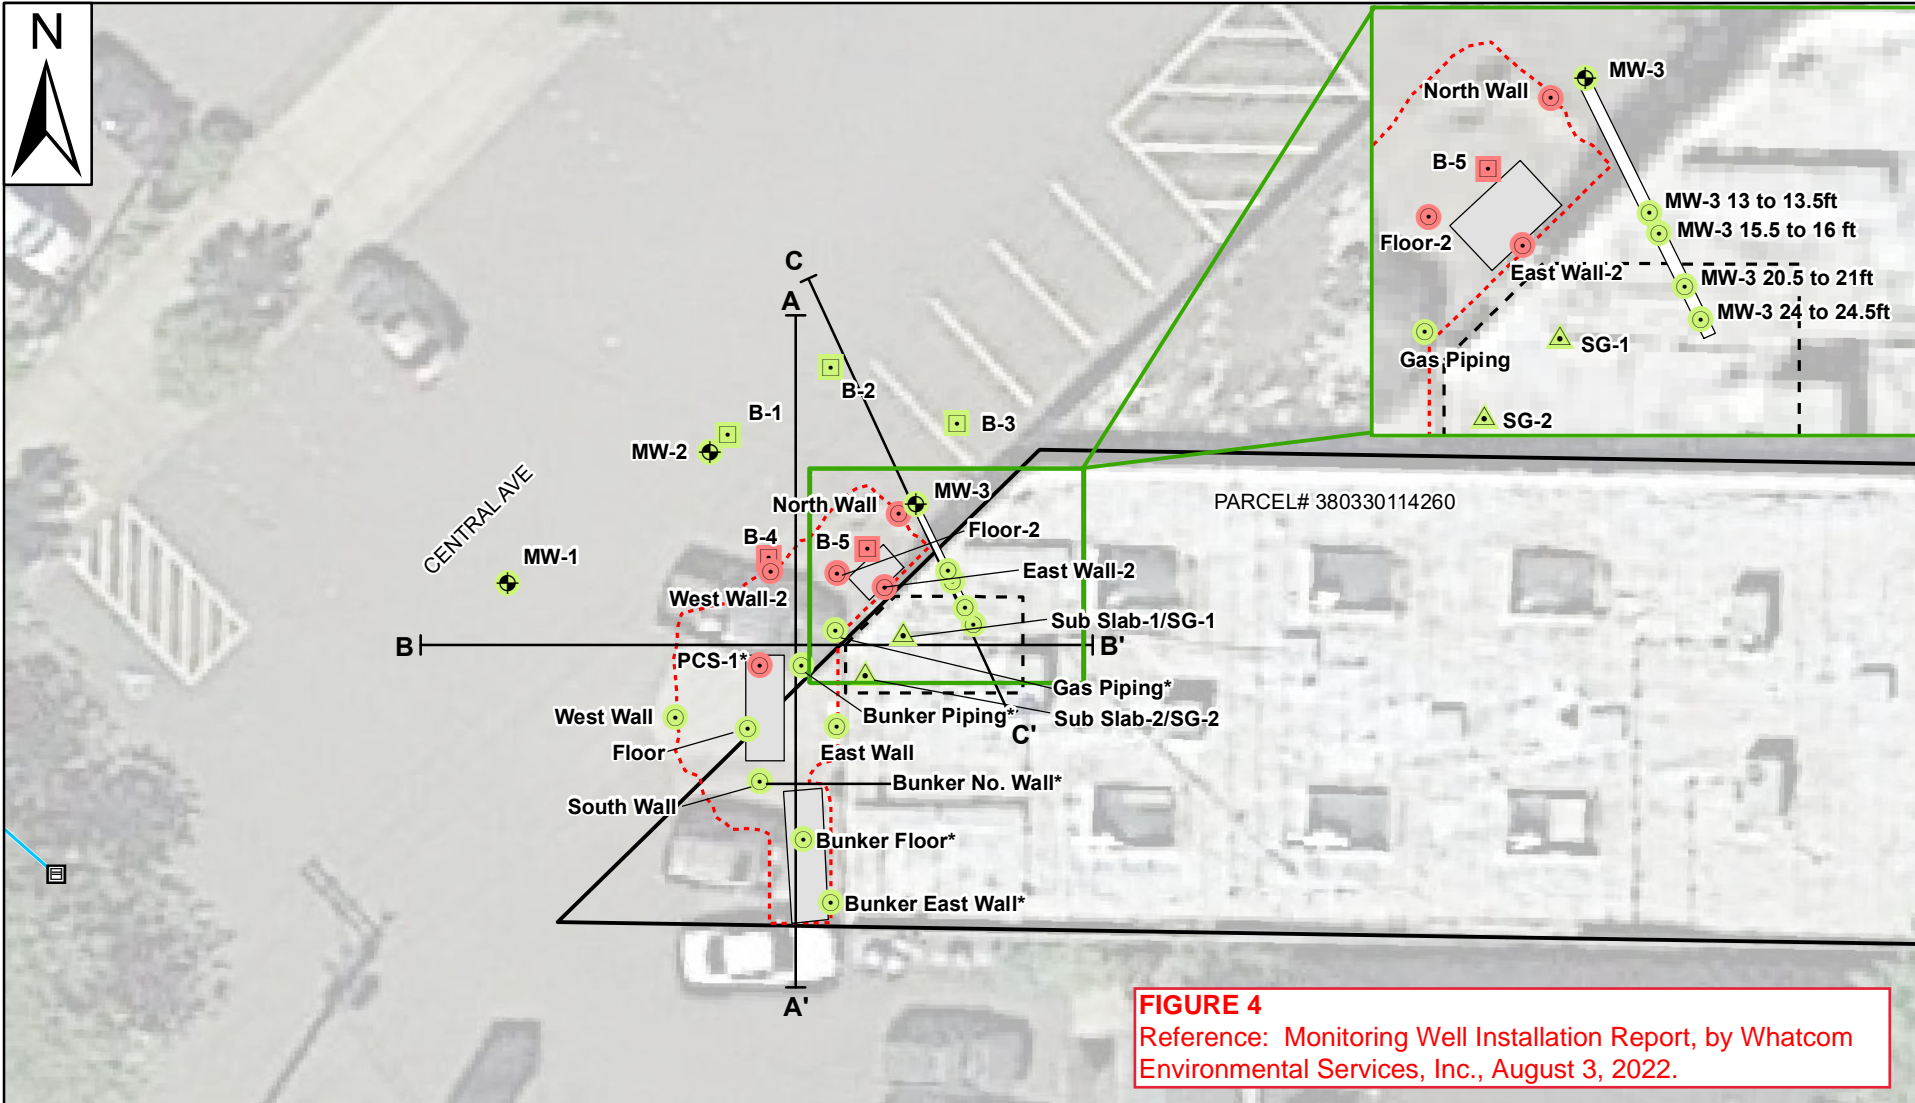 N
MW-3
North Wall
B-5
MW-3 13 to 13.5ft
MW-3 15.5 to 16 ft
Floor-2
East Wall-2
MW-3 20.5 to 21ft
MW-3 24 to 24.5ft
SG-1
Gas Piping
SG-2
C
A
B-2
B-1
B-3
MW-2
CENTRAL AVE
MW-3
North Wall
PARCEL# 380330114260
Floor-2
B-4
B-5
MW-1
East Wall-2
West Wall-2
Sub Slab-1/SG-1
B
B'
PCS-1*
Gas Piping*
West Wall
Bunker Piping*
Sub Slab-2/SG-2
C'
Floor
East Wall
Bunker No. Wall*
South Wall
Bunker Floor*
Bunker East Wall*
A'
FIGURE 4
Reference: Monitoring Well Installation Report, by Whatcom
Environmental Services, Inc., August 3, 2022.